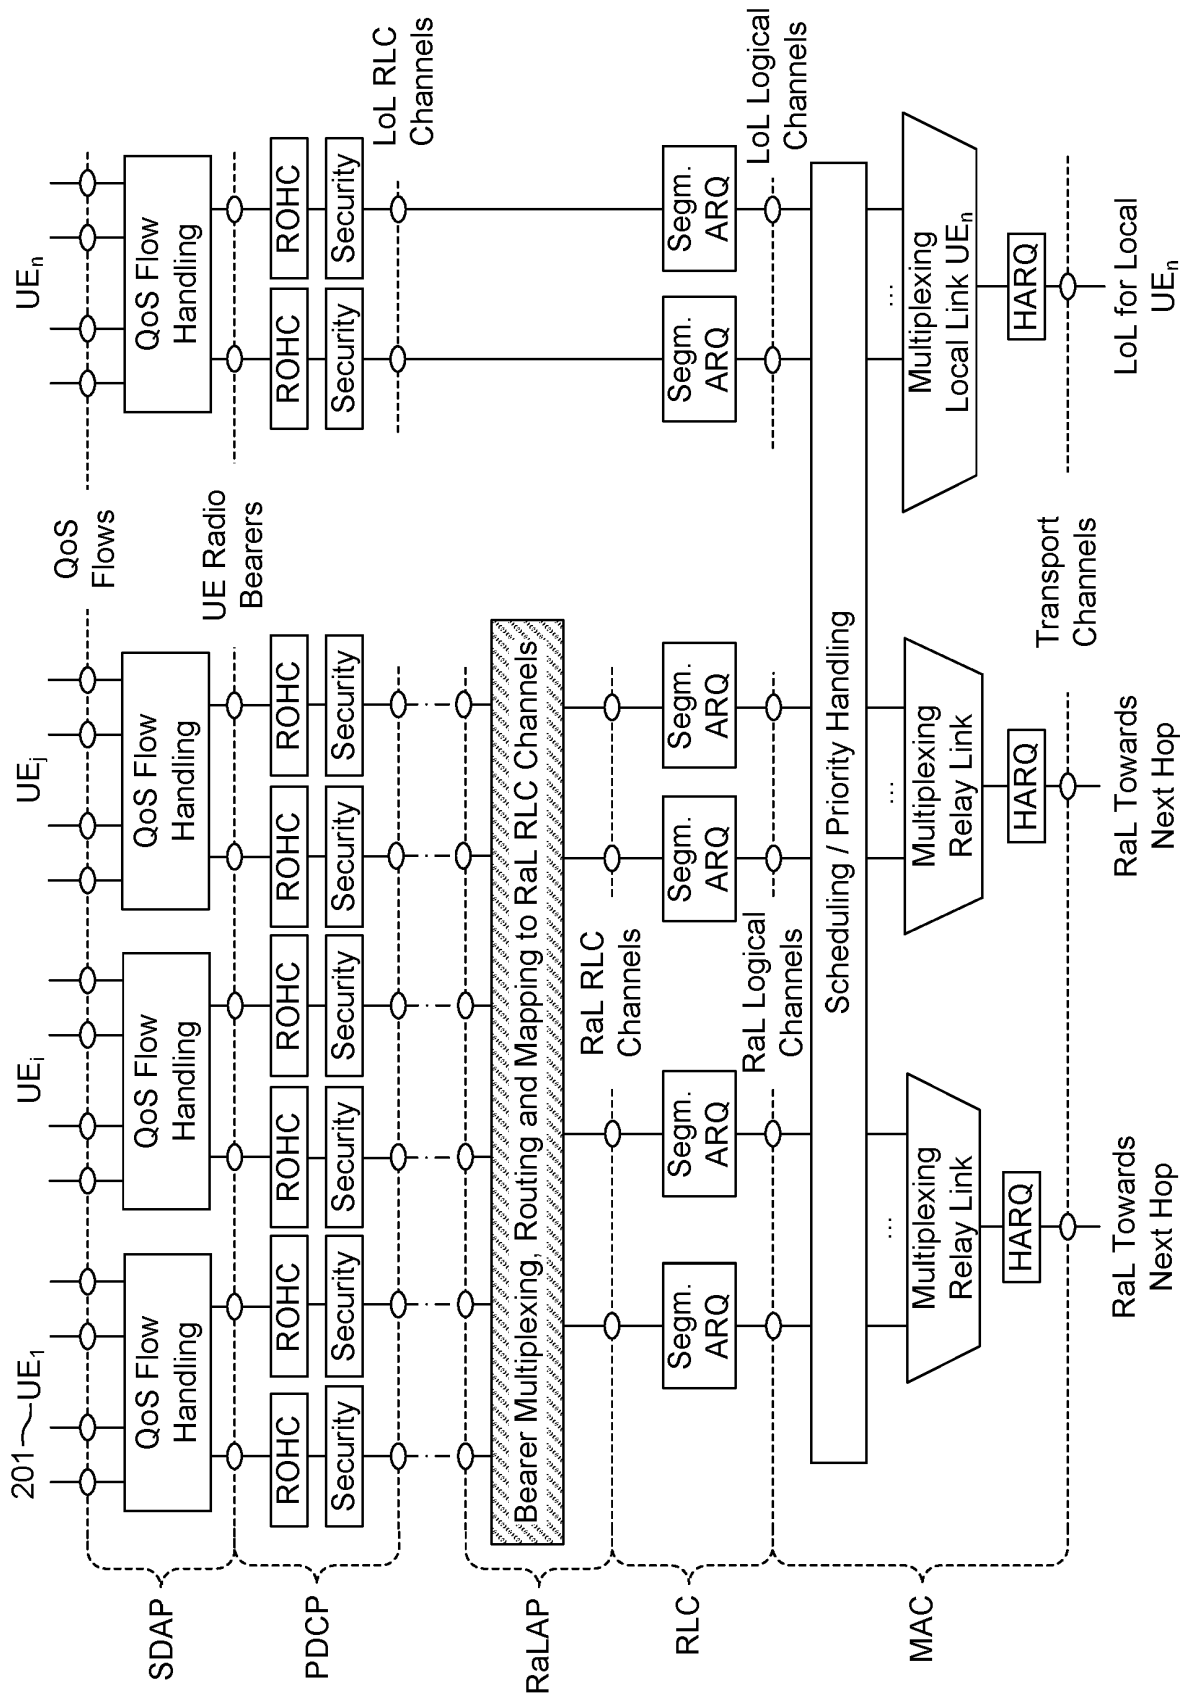 201 UE1
UEi
UEj
UEn
QoS
Flows
SDAP
QoS Flow
Handling
QoS Flow
Handling
QoS Flow
Handling
QoS Flow
Handling
UE Radio
Bearers
PDCP
ROHC
ROHC
ROHC
ROHC
ROHC
ROHC
ROHC
ROHC
Security
Security
Security
Security
Security
Security
Security
Security
LoL RLC
Channels
RaLAP
Bearer Multiplexing, Routing and Mapping to RaL RLC Channels
RaL RLC
Channels
RLC
Segm.
ARQ
Segm.
ARQ
Segm.
ARQ
Segm.
ARQ
Segm.
ARQ
Segm.
ARQ
RaL Logical
Channels
LoL Logical
Channels
MAC
Scheduling / Priority Handling
...
...
...
Multiplexing
Relay Link
Multiplexing
Relay Link
Multiplexing
Local Link UEn
HARQ
HARQ
HARQ
Transport
Channels
RaL Towards
Next Hop
RaL Towards
Next Hop
LoL for Local
UEn